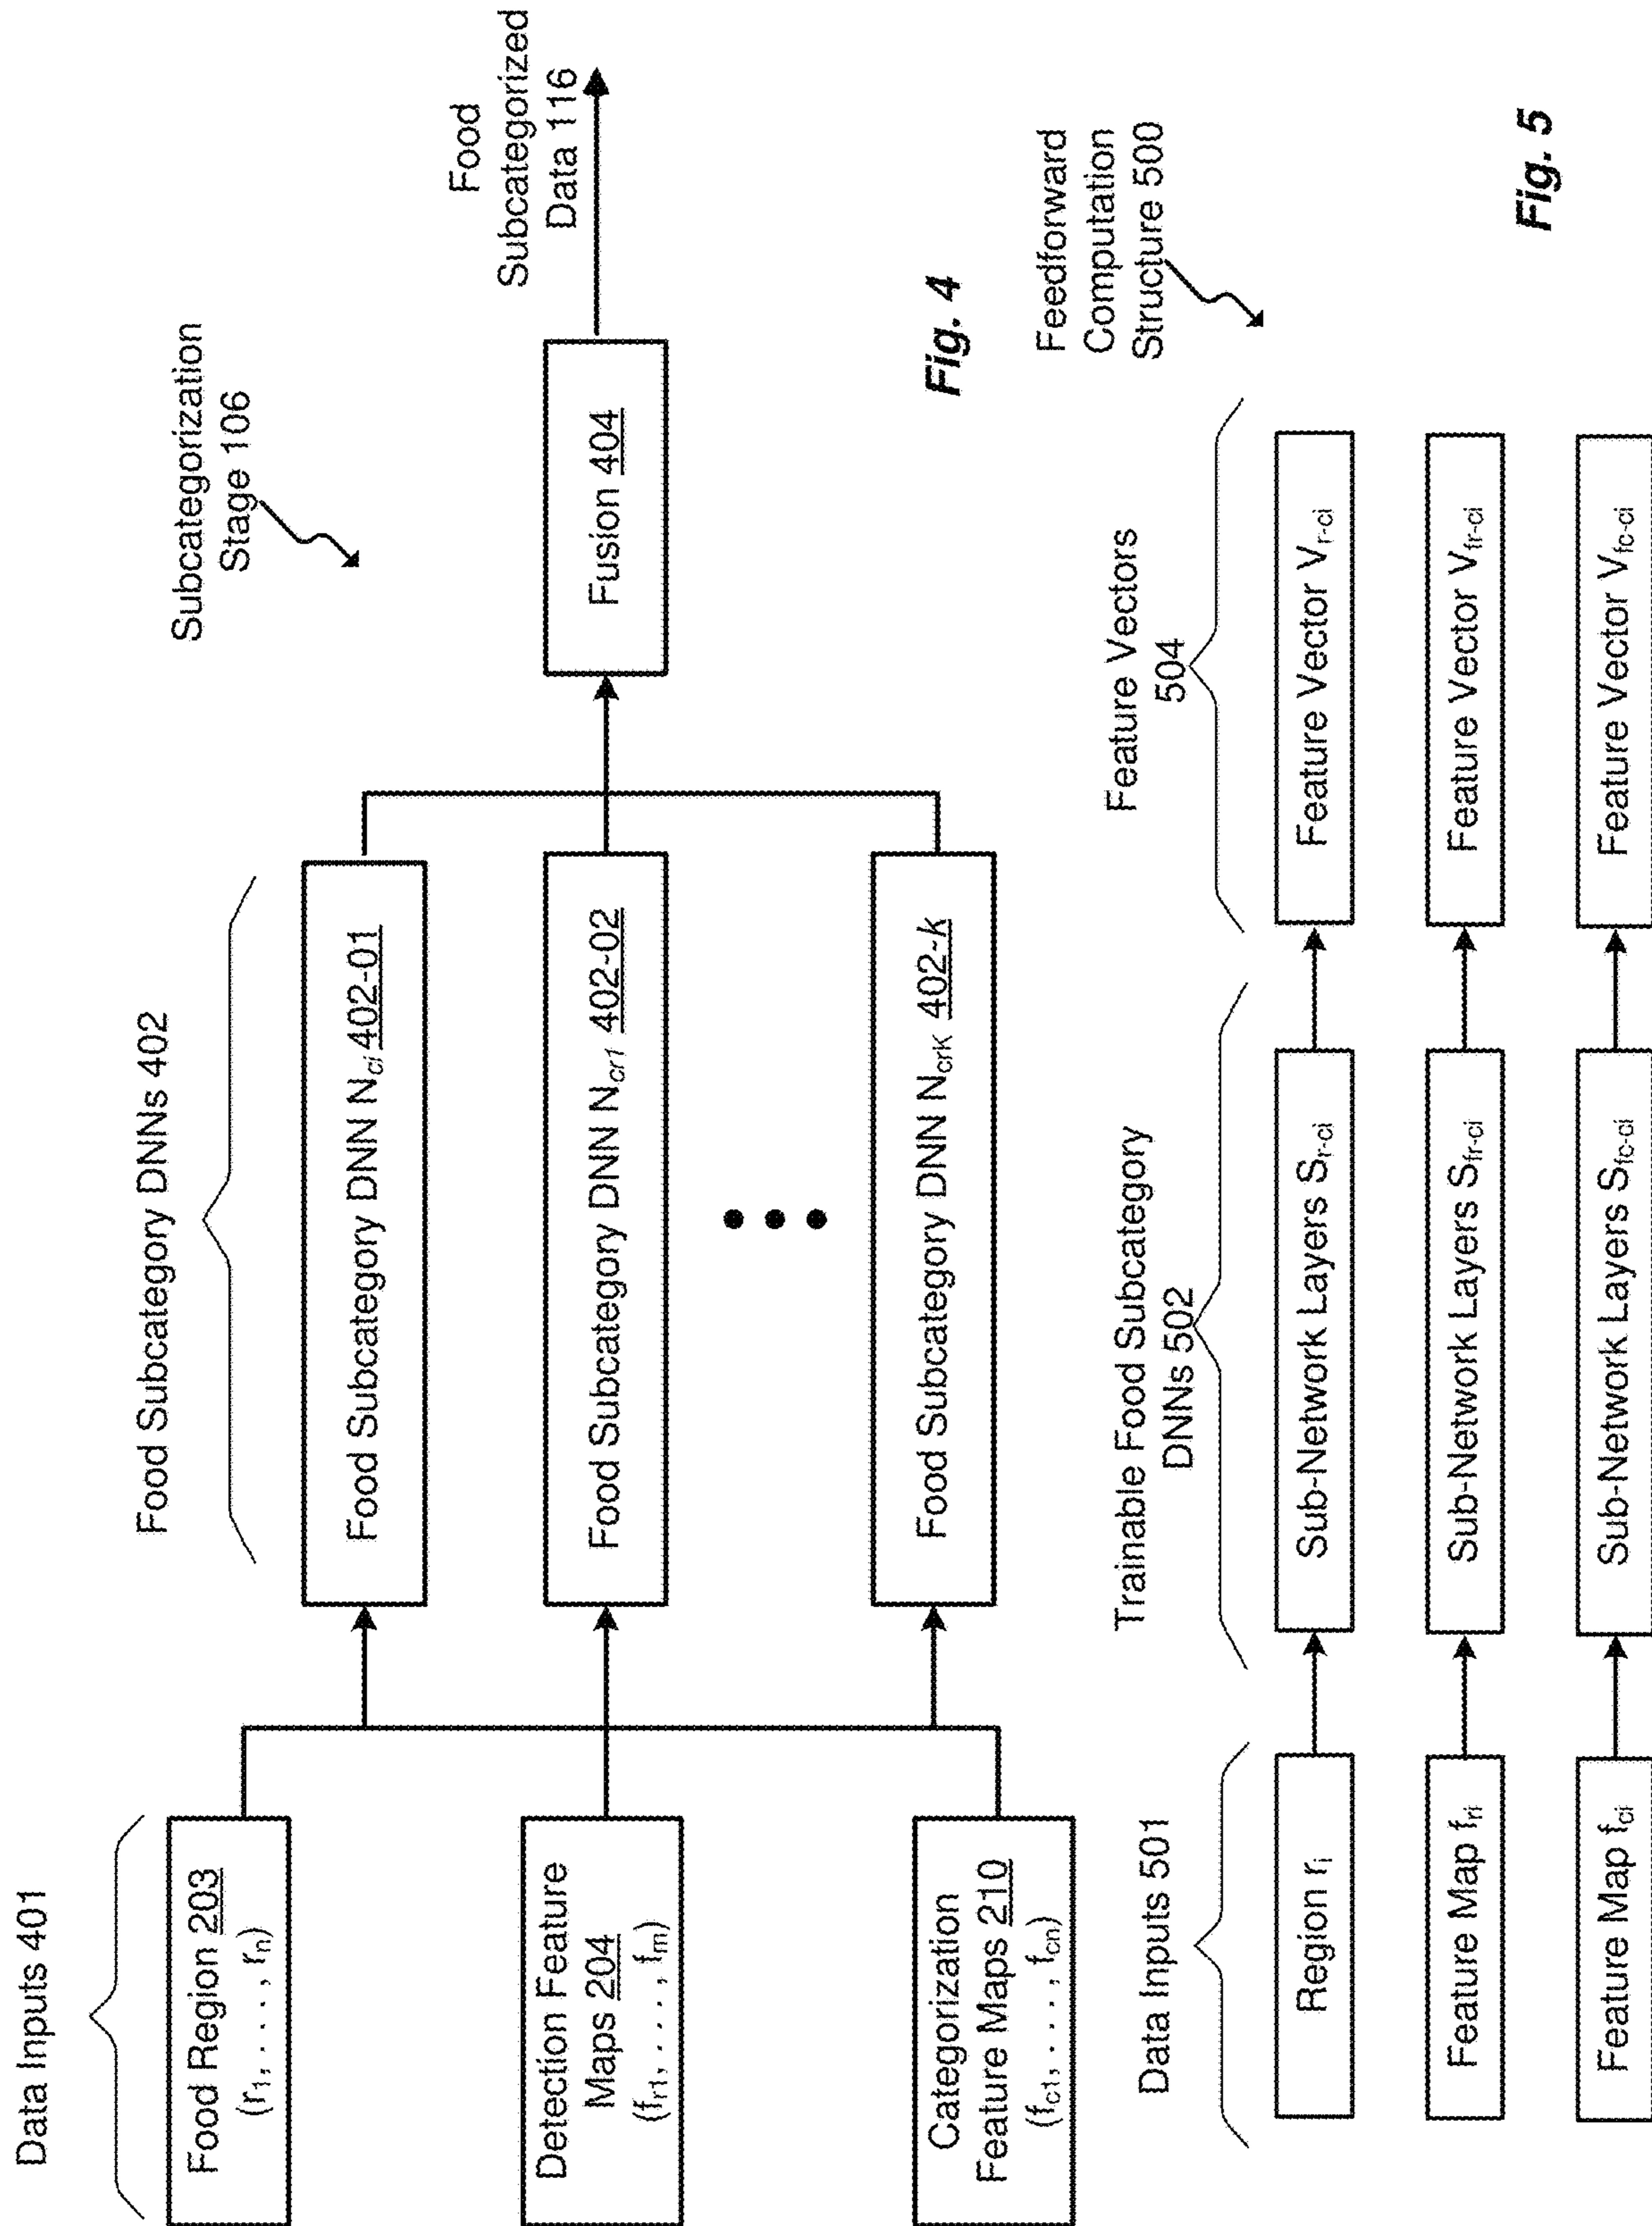 Subcategorization
Stage 106
Data Inputs 401
Food Subcategory DNNs 402
Food Region 203
(r1, . . . , rn)
Detection Feature
Maps 204
(fr1, . . . , frn)
Categorization
Feature Maps 210
(fc1, . . . , fcn)
Food Subcategory DNN Nci 402-01
Food Subcategory DNN Ncr1 402-02
Food Subcategory DNN NcrK 402-k
Fusion 404
Food
Subcategorized
Data 116
Fig. 4
Feedforward
Computation
Structure 500
Data Inputs 501
Trainable Food Subcategory
DNNs 502
Feature Vectors
504
Region ri
Sub-Network Layers Sr-ci
Feature Vector Vr-ci
Feature Map fri
Sub-Network Layers Sfr-ci
Feature Vector Vfr-ci
Feature Map fci
Sub-Network Layers Sfc-ci
Feature Vector Vfc-ci
Fig. 5